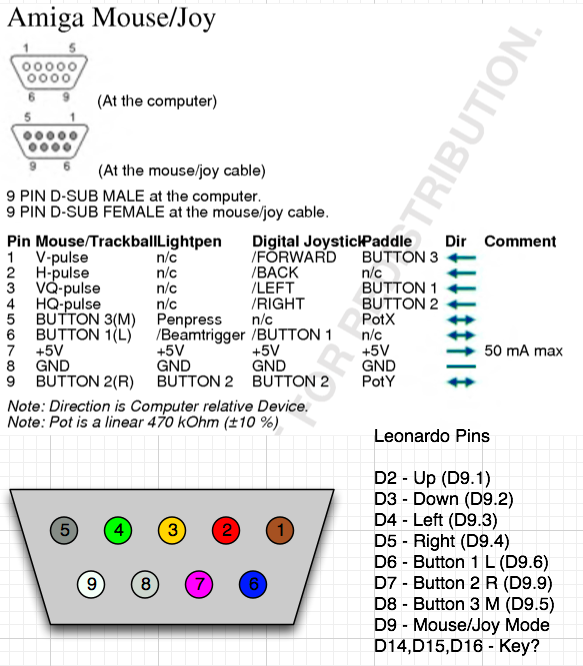 Amiga Mouse/Joy
1 5
6 9
(At the computer)
5 1
9 6
(At the mouse/joy cable)
9 PIN D-SUB MALE at the computer.
9 PIN D-SUB FEMALE at the mouse/joy cable.
Pin Mouse/Trackball Lightpen Digital Joystick Paddle Dir Comment
1 V-pulse n/c /FORWARD BUTTON 3
2 H-pulse n/c /BACK n/c
3 VQ-pulse n/c /LEFT BUTTON 1
4 HQ-pulse n/c /RIGHT BUTTON 2
5 BUTTON 3(M) Penpress n/c PotX
6 BUTTON 1(L) /Beamtrigger /BUTTON 1 n/c
7 +5V +5V +5V +5V 50 mA max
8 GND GND GND GND
9 BUTTON 2(R) BUTTON 2 BUTTON 2 PotY
Note: Direction is Computer relative Device.
Note: Pot is a linear 470 kOhm (±10 %)
Leonardo Pins
D2 - Up (D9.1)
D3 - Down (D9.2)
D4 - Left (D9.3)
D5 - Right (D9.4)
D6 - Button 1 L (D9.6)
D7 - Button 2 R (D9.9)
D8 - Button 3 M (D9.5)
D9 - Mouse/Joy Mode
D14,D15,D16 - Key?
5 4 3 2 1
9 8 7 6